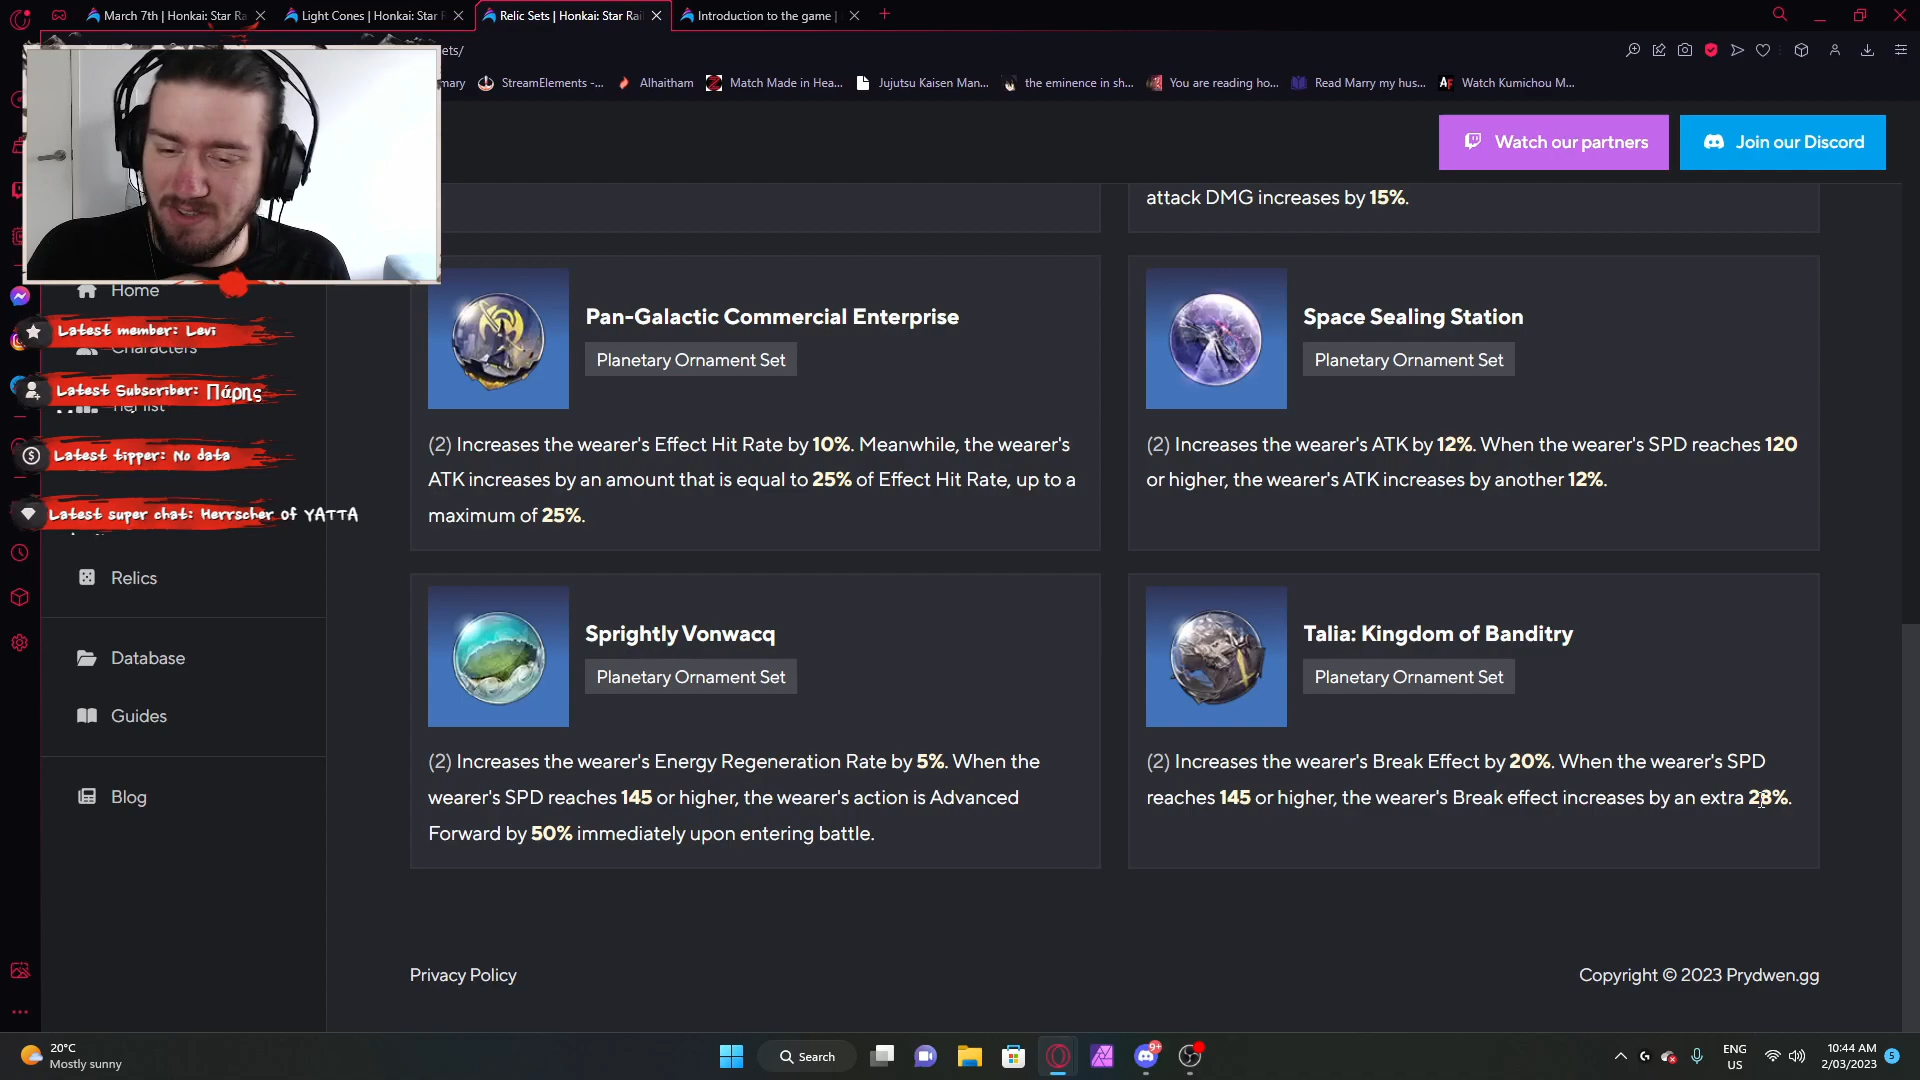 March 7th | Honkai: Star Ra
Light Cones | Honkai: Star R
Relic Sets | Honkai: Star Rai
Introduction to the game |
ets/
mary
StreamElements -...
Alhaitham
Match Made in Hea...
Jujutsu Kaisen Man...
the eminence in sh...
You are reading ho...
Read Marry my hus...
AF
Watch Kumichou M...
Watch our partners
Join our Discord
attack DMG increases by 15%.
Home
Latest member: Levi
Characters
Latest Subscriber: Πάρης
Tier list
Latest tipper: No data
Latest super chat: Herrscher of YATTA
Relics
Database
Guides
Blog
Pan-Galactic Commercial Enterprise
Planetary Ornament Set
(2) Increases the wearer's Effect Hit Rate by 10%. Meanwhile, the wearer's
ATK increases by an amount that is equal to 25% of Effect Hit Rate, up to a
maximum of 25%.
Space Sealing Station
Planetary Ornament Set
(2) Increases the wearer's ATK by 12%. When the wearer's SPD reaches 120
or higher, the wearer's ATK increases by another 12%.
Sprightly Vonwacq
Planetary Ornament Set
(2) Increases the wearer's Energy Regeneration Rate by 5%. When the
wearer's SPD reaches 145 or higher, the wearer's action is Advanced
Forward by 50% immediately upon entering battle.
Talia: Kingdom of Banditry
Planetary Ornament Set
(2) Increases the wearer's Break Effect by 20%. When the wearer's SPD
reaches 145 or higher, the wearer's Break effect increases by an extra
Privacy Policy
Copyright © 2023 Prydwen.gg
20°C
Mostly sunny
Search
9+
ENG
US
10:44 AM
2/03/2023
5